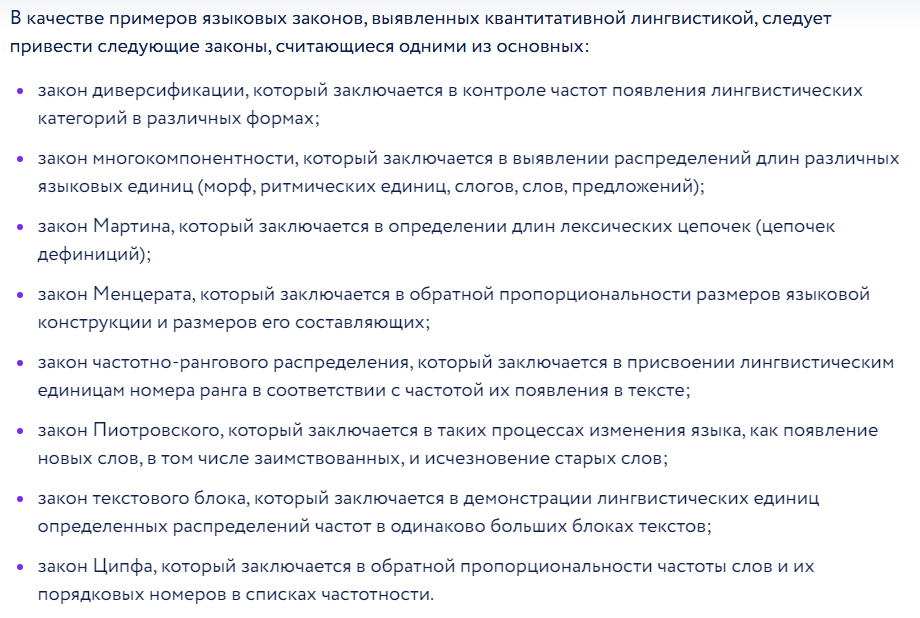 В качестве примеров языковых законов, выявленных квантитативной лингвистикой, следует
привести следующие законы, считающиеся одними из основных:
закон диверсификации, который заключается в контроле частот появления лингвистических
категорий в различных формах;
закон многокомпонентности, который заключается в выявлении распределений длин различных
языковых единиц (морф, ритмических единиц, слогов, слов, предложений);
закон Мартина, который заключается в определении длин лексических цепочек (цепочек
дефиниций);
закон Менцерата, который заключается в обратной пропорциональности размеров языковой
конструкции и размеров его составляющих;
закон частотно-рангового распределения, который заключается в присвоении лингвистическим
единицам номера ранга в соответствии с частотой их появления в тексте;
закон Пиотровского, который заключается в таких процессах изменения языка, как появление
новых слов, в том числе заимствованных, и исчезновение старых слов;
закон текстового блока, который заключается в демонстрации лингвистических единиц
определенных распределений частот в одинаково больших блоках текстов;
закон Ципфа, который заключается в обратной пропорциональности частоты слов и их
порядковых номеров в списках частотности.